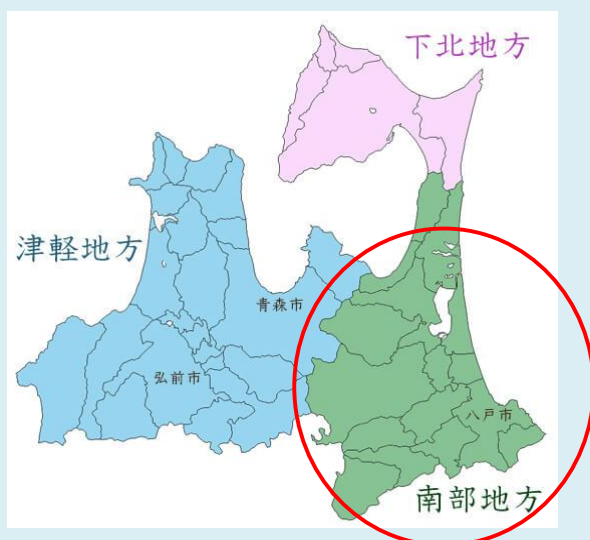 下北地方
津軽地方
青森市
弘前市
八戸市
南部地方